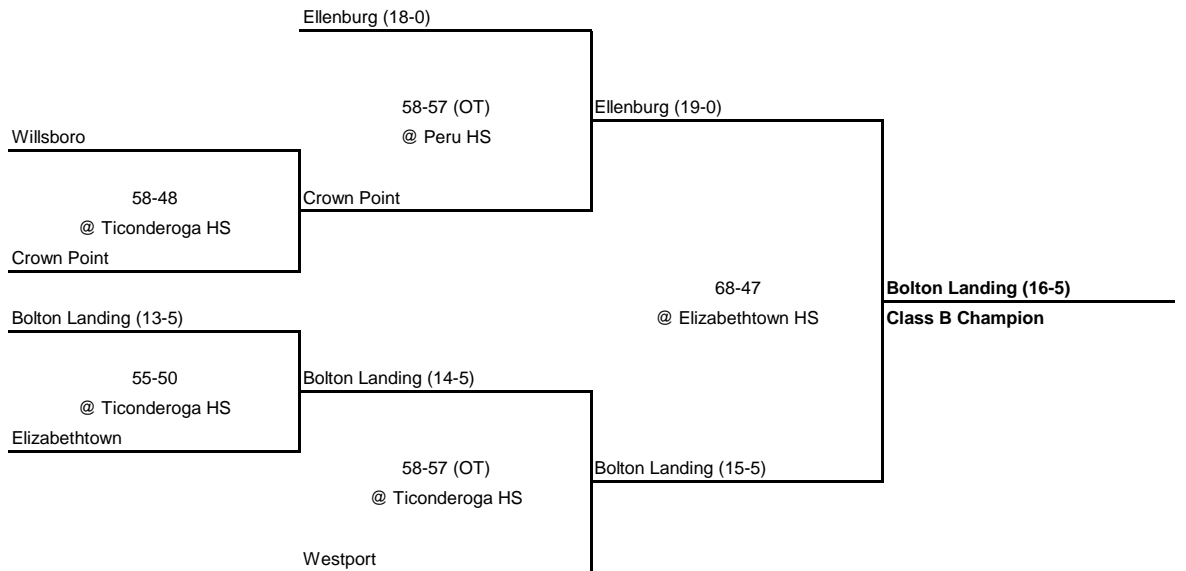 Ellenburg (18-0)
58-57 (OT)
@ Peru HS
Ellenburg (19-0)
Willsboro
58-48
@ Ticonderoga HS
Crown Point
Crown Point
68-47
@ Elizabethtown HS
Bolton Landing (16-5)
Class B Champion
Bolton Landing (13-5)
55-50
@ Ticonderoga HS
Bolton Landing (14-5)
Elizabethtown
58-57 (OT)
@ Ticonderoga HS
Bolton Landing (15-5)
Westport